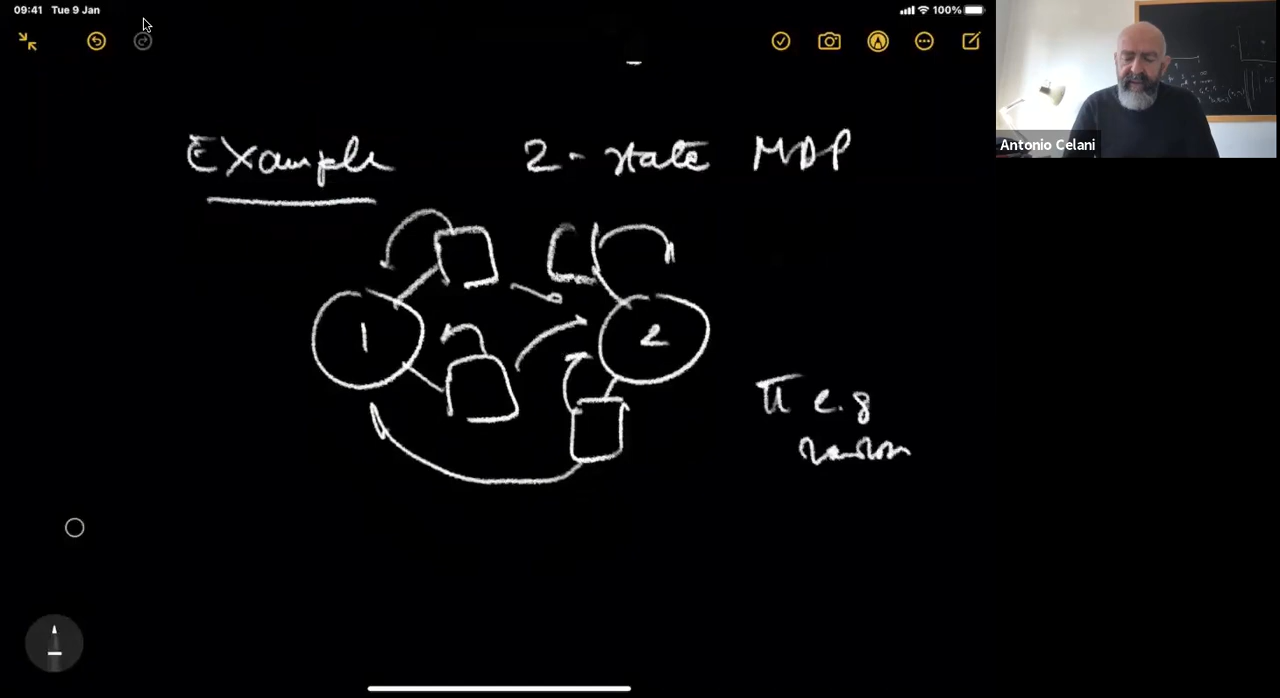 09:41 Tue 9 Jan 100%
Antonio Celani
Example 2-state MDP
1 2
π e.g
random